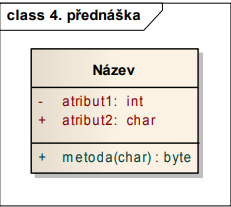 class 4. přednáška
Název
- atribut1: int
+ atribut2: char
+ metoda(char) : byte